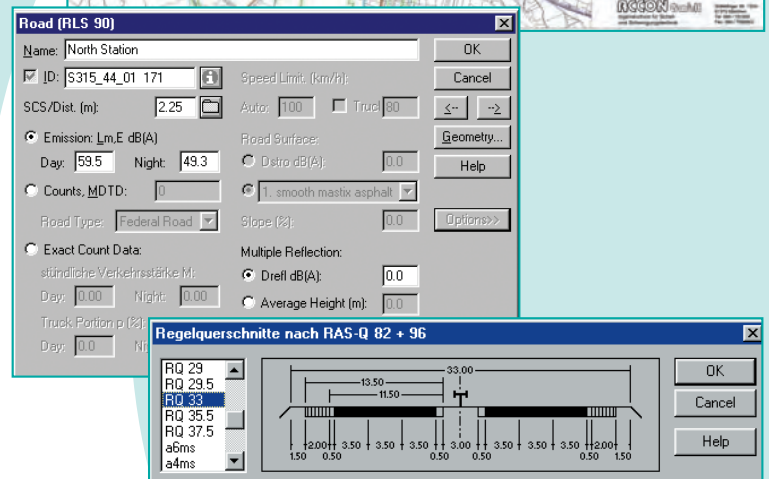 ACCON GmbH
Road (RLS 90)
Name: North Station
OK
ID: S315_44_01 171
Speed Limit. (km/h):
Cancel
SCS/Dist. (m): 2.25
Auto: 100 Trucl 80
<-- -->
Emission: Lm,E dB(A)
Road Surface:
Geometry...
Day: 59.5 Night: 49.3
Dstro dB(A): 0.0
Help
Counts, MDTD: 0
1. smooth mastix asphalt
Road Type: Federal Road
Slope (%): 0.0
Options>>
Exact Count Data:
Multiple Reflection:
stündliche Verkehrsstärke M:
Drefl dB(A): 0.0
Day: 0.00 Night: 0.00
Average Height (m): 0.0
Truck Portion p (%):
Day: 0.0 Ni
Regelquerschnitte nach RAS-Q 82 + 96
RQ 29
RQ 29.5
RQ 33
RQ 35.5
RQ 37.5
a6ms
a4ms
33.00
13.50
11.50
2.00 3.50 3.50 3.50 3.00 3.50 3.50 3.50 2.00
1.50 0.50 0.50 0.50 0.50 1.50
OK
Cancel
Help